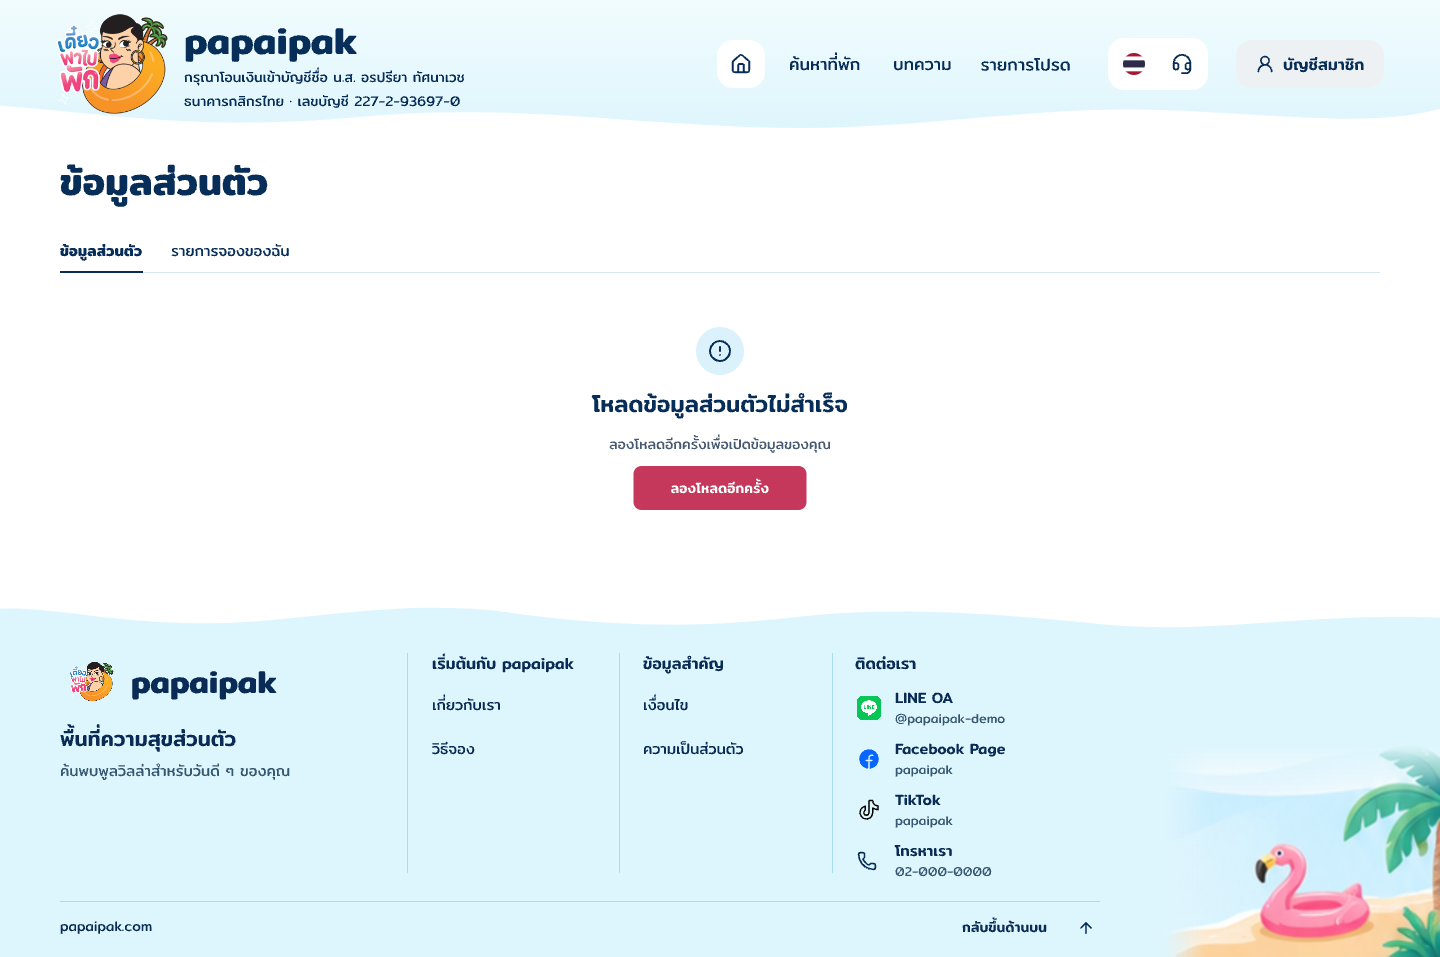 เดี๋ยว
พาไป
พัก
papaipak
กรุณาโอนเงินเข้าบัญชีชื่อ น.ส. อรปรียา ทัศนาเวช
ธนาคารกสิกรไทย · เลขบัญชี 227-2-93697-0
ค้นหาที่พัก
บทความ
รายการโปรด
บัญชีสมาชิก
ข้อมูลส่วนตัว
ข้อมูลส่วนตัว
รายการจองของฉัน
โหลดข้อมูลส่วนตัวไม่สำเร็จ
ลองโหลดอีกครั้งเพื่อเปิดข้อมูลของคุณ
ลองโหลดอีกครั้ง
เดี๋ยว
พาไป
พัก
papaipak
พื้นที่ความสุขส่วนตัว
ค้นพบพูลวิลล่าสำหรับวันดี ๆ ของคุณ
เริ่มต้นกับ papaipak
เกี่ยวกับเรา
วิธีจอง
ข้อมูลสำคัญ
เงื่อนไข
ความเป็นส่วนตัว
ติดต่อเรา
LINE
LINE OA
@papaipak-demo
Facebook Page
papaipak
TikTok
papaipak
โทรหาเรา
02-000-0000
papaipak.com
กลับขึ้นด้านบน